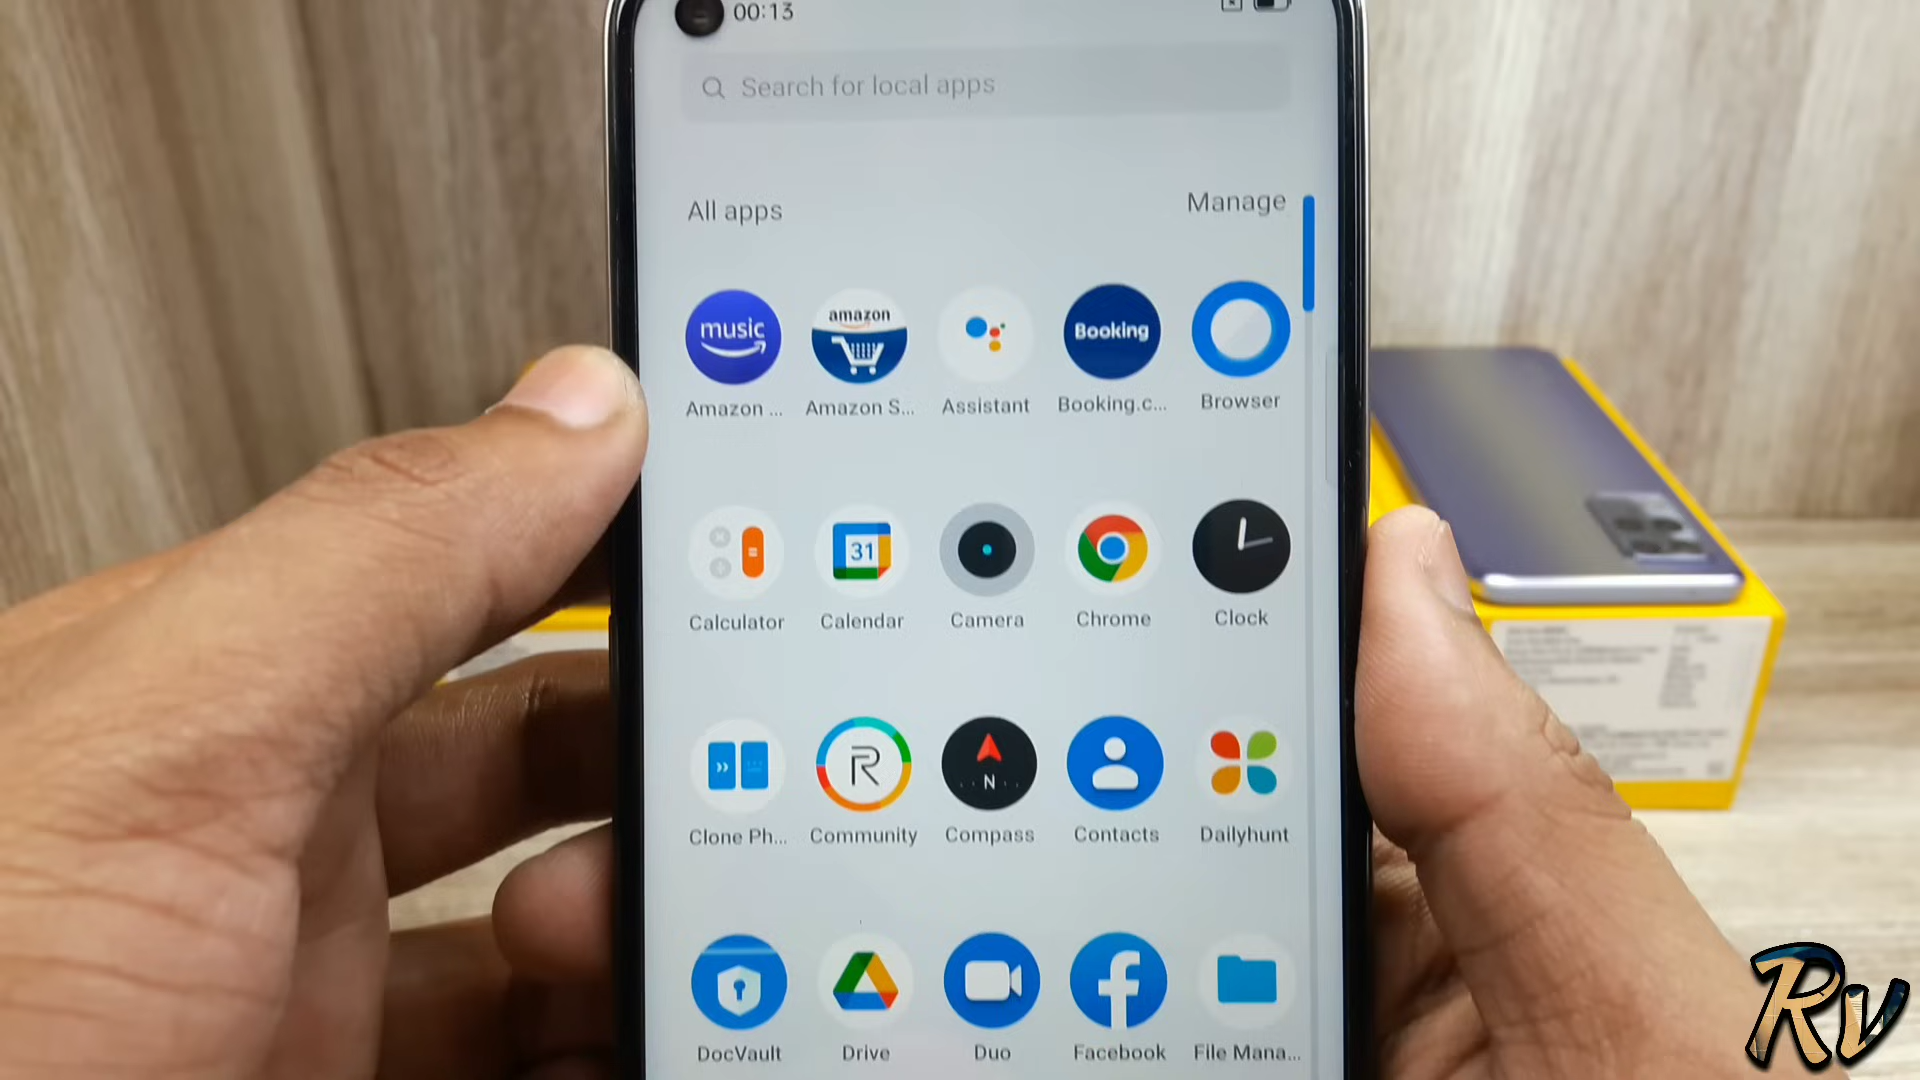 00:13
Search for local apps
All apps
Manage
music
amazon
Booking
Amazon ...
Amazon S...
Assistant
Booking.c...
Browser
31
Calculator
Calendar
Camera
Chrome
Clock
R
N
Clone Ph...
Community
Compass
Contacts
Dailyhunt
DocVault
Drive
Duo
Facebook
File Mana...
Rv